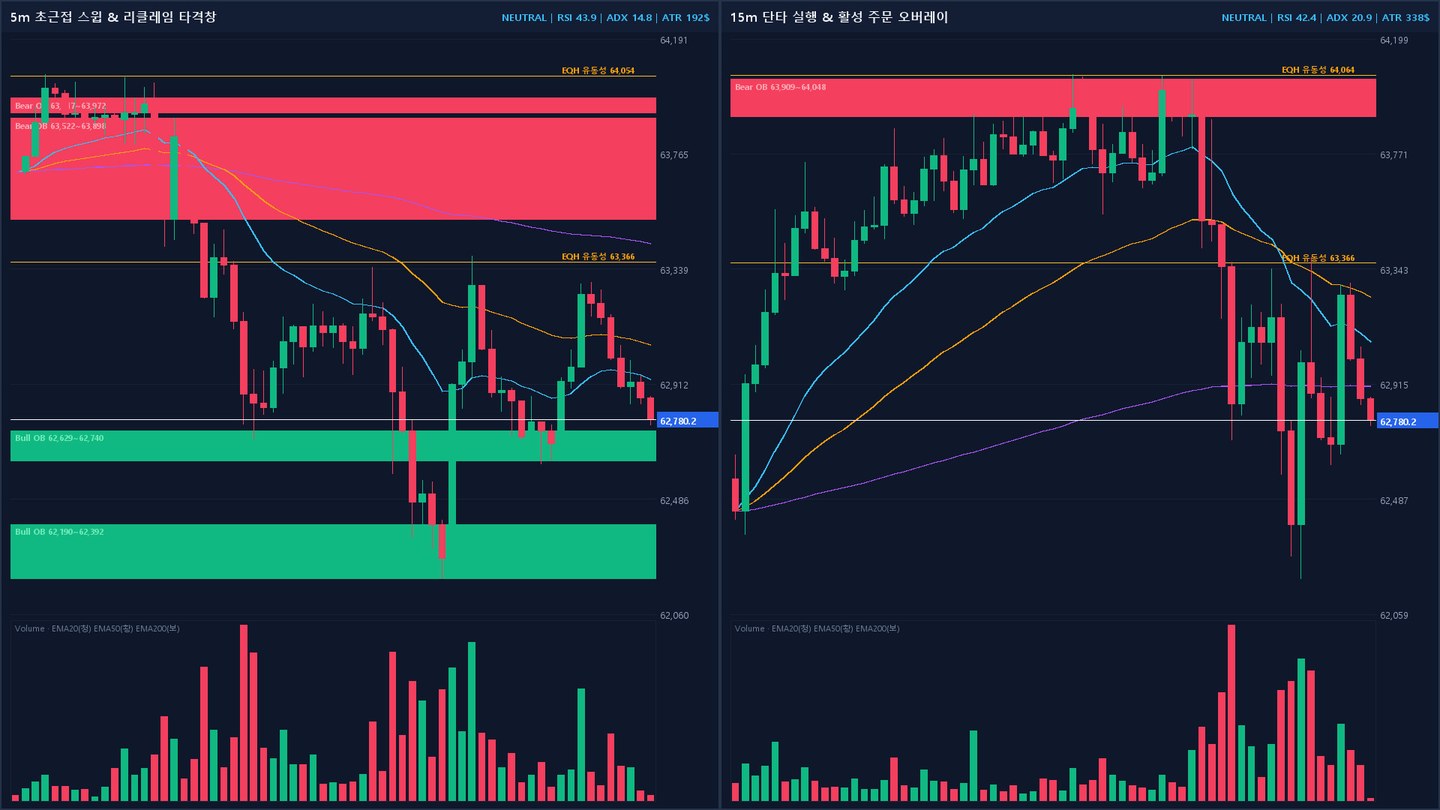 5m 초근접 스윕 & 리클레임 타격창
NEUTRAL | RSI 43.9 | ADX 14.8 | ATR 192$
64,191
EQH 유동성 64,054
Bear OB 63, 7~63,972
Bear OB 63,522~63,898
63,765
EQH 유동성 63,366
63,339
62,912
62,780.2
Bull OB 62,629~62,740
62,486
Bull OB 62,190~62,392
62,060
Volume · EMA20(청) EMA50(황) EMA200(보)
15m 단타 실행 & 활성 주문 오버레이
NEUTRAL | RSI 42.4 | ADX 20.9 | ATR 338$
64,199
EQH 유동성 64,064
Bear OB 63,909~64,048
63,771
EQH 유동성 63,366
63,343
62,915
62,780.2
62,487
62,059
Volume · EMA20(청) EMA50(황) EMA200(보)